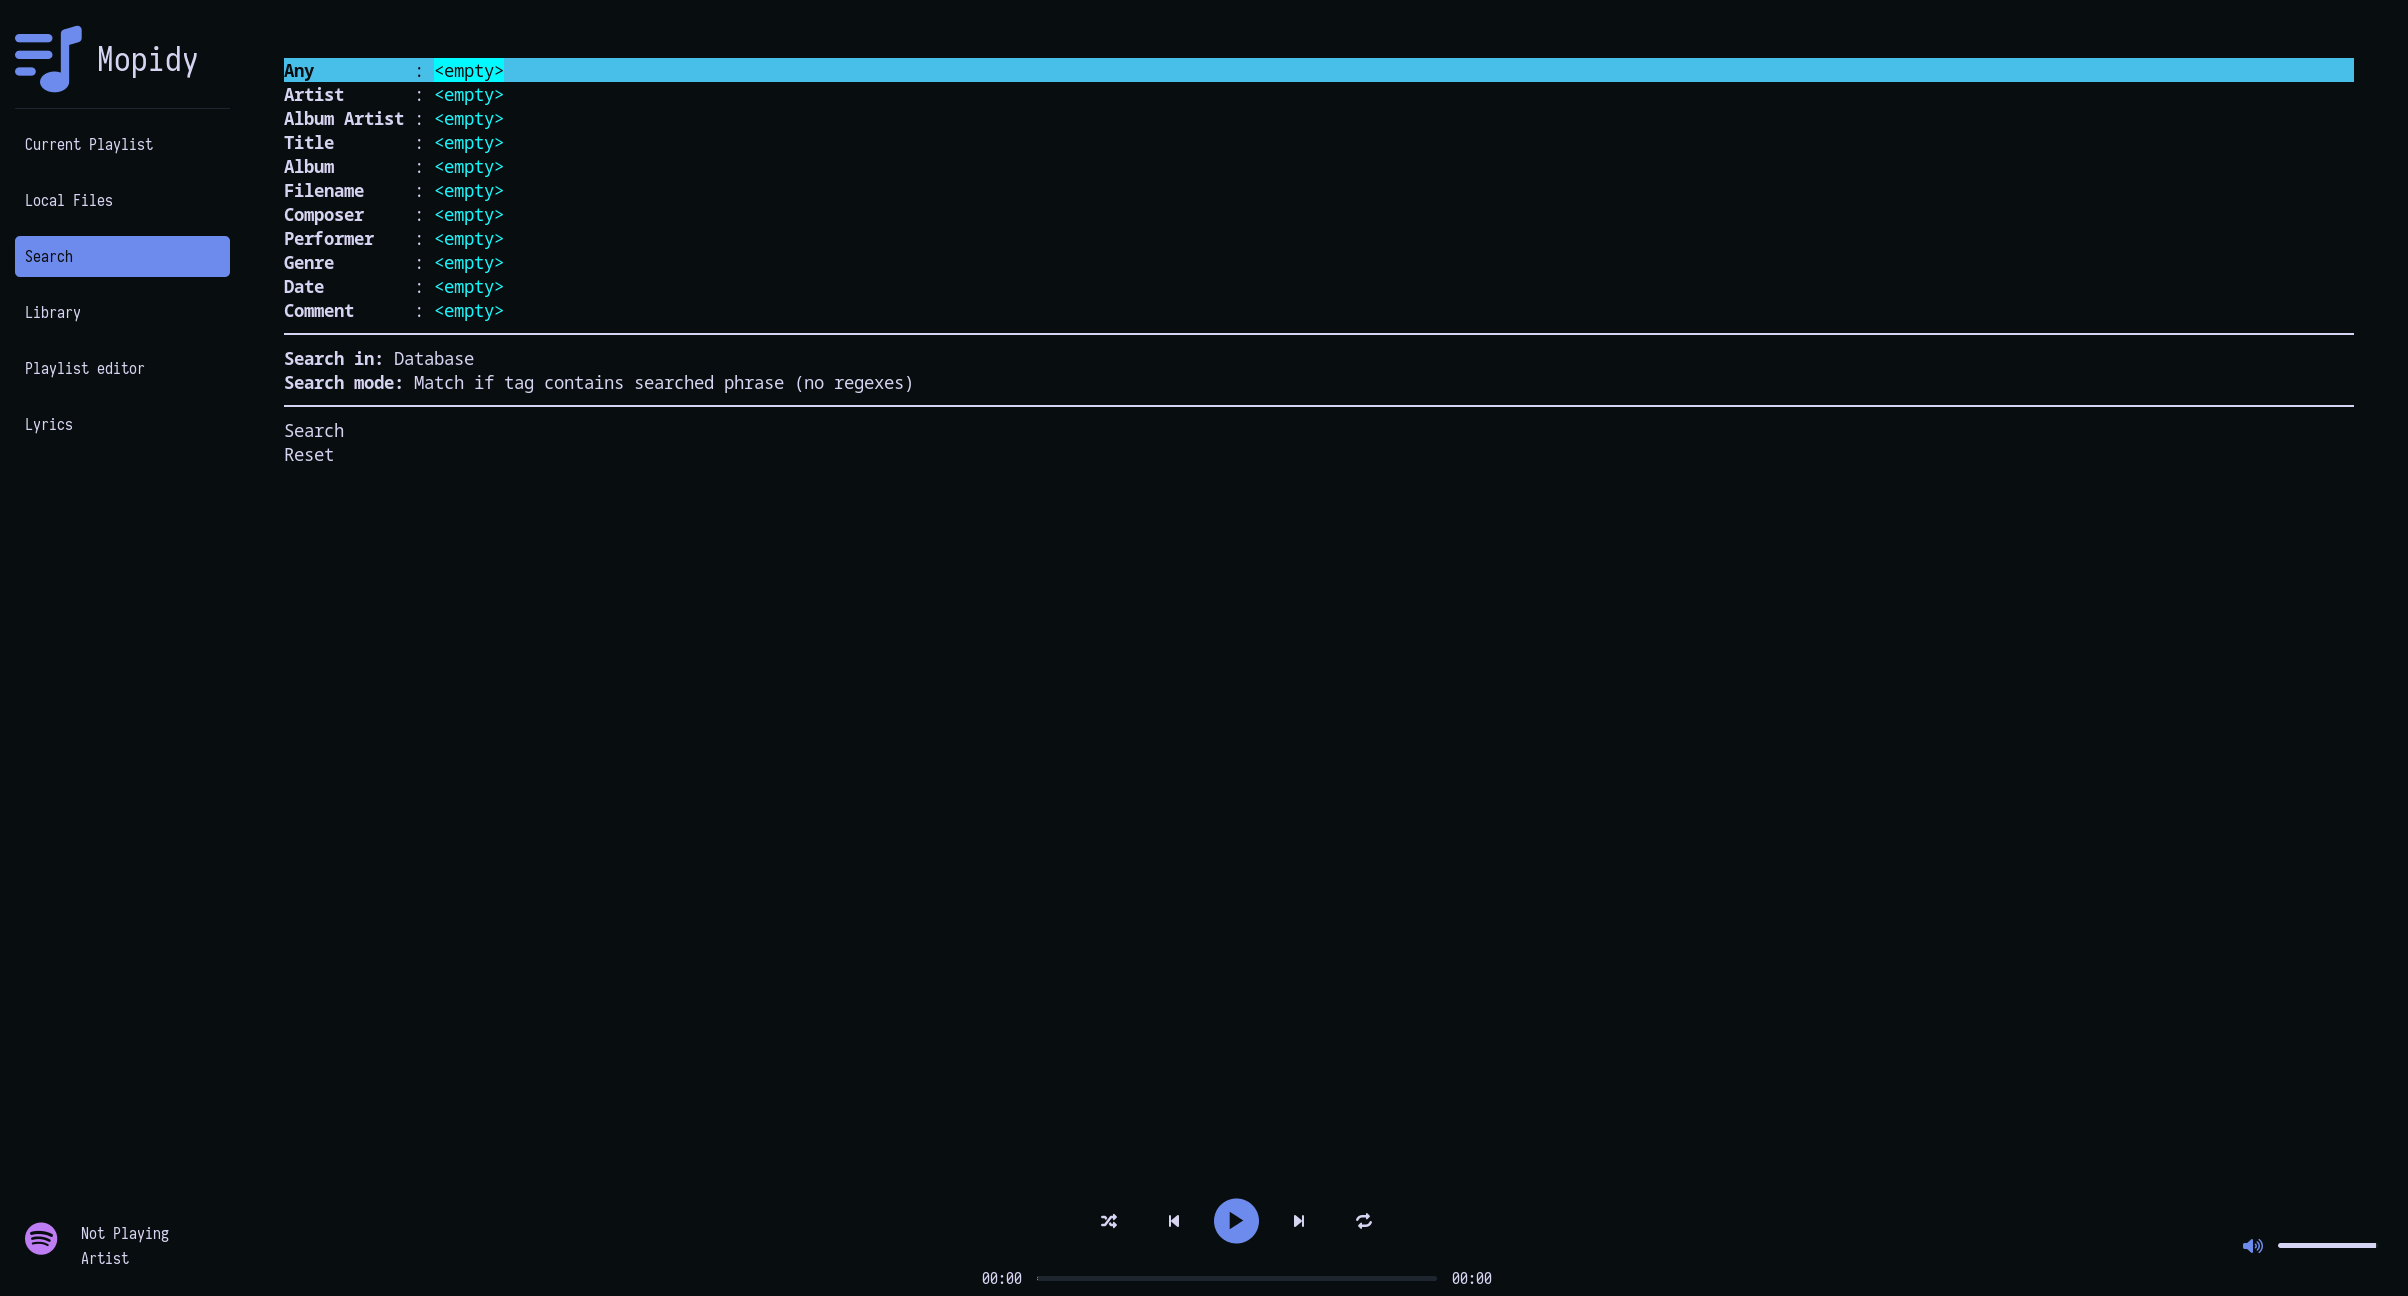 Mopidy
Current Playlist
Local Files
Search
Library
Playlist editor
Lyrics
Any : <empty>
Artist : <empty>
Album Artist : <empty>
Title : <empty>
Album : <empty>
Filename : <empty>
Composer : <empty>
Performer : <empty>
Genre : <empty>
Date : <empty>
Comment : <empty>
Search in: Database
Search mode: Match if tag contains searched phrase (no regexes)
Search
Reset
Not Playing
Artist
00:00 00:00